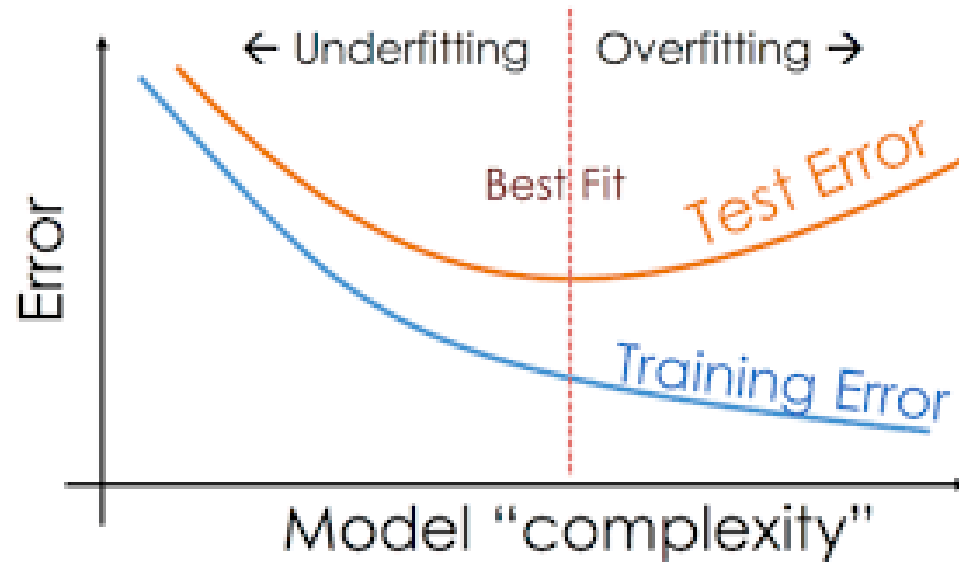 ← Underfitting
Overfitting →
Best Fit
Test Error
Training Error
Error
Model “complexity”